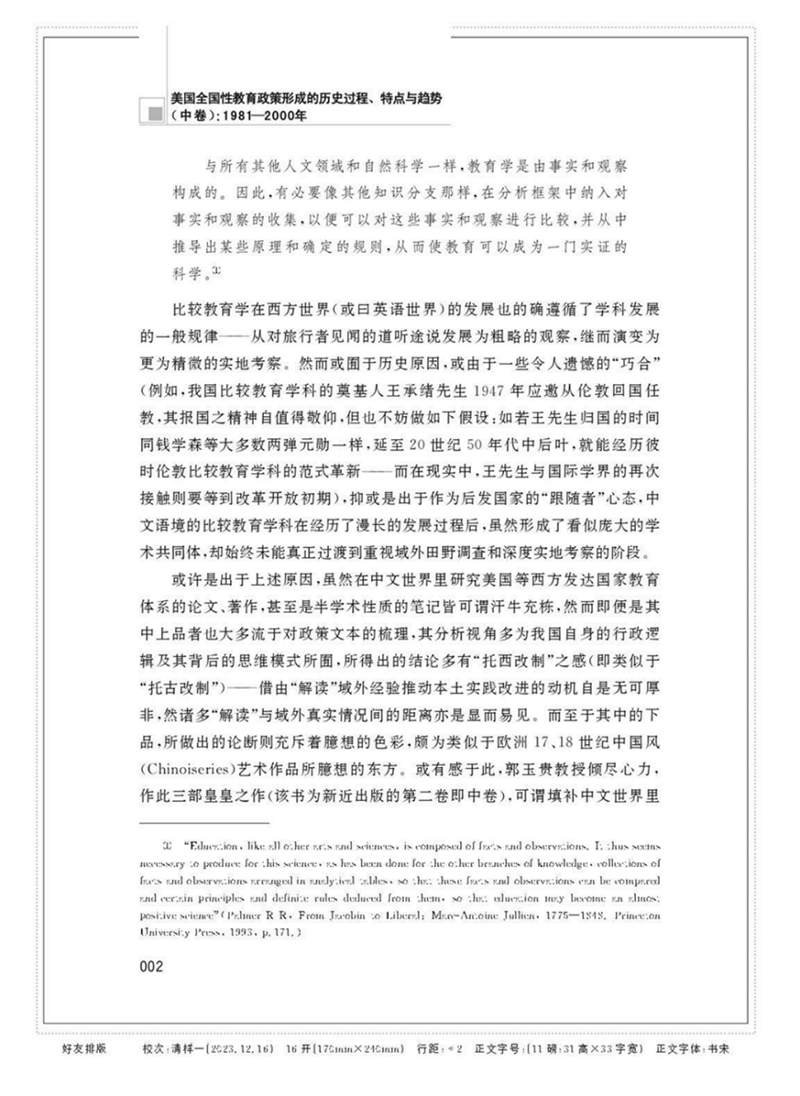 美国全国性教育政策形成的历史过程、特点与趋势
(中卷):1981—2000年
与所有其他人文领域和自然科学一样,教育学是由事实和观察
构成的。因此,有必要像其他知识分支那样,在分析框架中纳入对
事实和观察的收集,以便可以对这些事实和观察进行比较,并从中
推导出某些原理和确定的规则,从而使教育可以成为一门实证的
科学。①
比较教育学在西方世界(或曰英语世界)的发展也的确遵循了学科发展
的一般规律——从对旅行者见闻的道听途说发展为粗略的观察,继而演变为
更为精微的实地考察。然而或囿于历史原因,或由于一些令人遗憾的“巧合”
(例如,我国比较教育学科的奠基人王承绪先生 1947 年应邀从伦敦回国任
教,其报国之精神自值得敬仰,但也不妨做如下假设:如若王先生归国的时间
同钱学森等大多数两弹元勋一样,延至 20 世纪 50 年代中后叶,就能经历彼
时伦敦比较教育学科的范式革新——而在现实中,王先生与国际学界的再次
接触则要等到改革开放初期),抑或是出于作为后发国家的“跟随者”心态,中
文语境的比较教育学科在经历了漫长的发展过程后,虽然形成了看似庞大的学
术共同体,却始终未能真正过渡到重视域外田野调查和深度实地考察的阶段。
或许是出于上述原因,虽然在中文世界里研究美国等西方发达国家教育
体系的论文、著作,甚至是半学术性质的笔记皆可谓汗牛充栋,然而即便是其
中上品者也大多流于对政策文本的梳理,其分析视角多为我国自身的行政逻
辑及其背后的思维模式所囿,所得出的结论多有“托西改制”之感(即类似于
“托古改制”)——借由“解读”域外经验推动本土实践改进的动机自是无可厚
非,然诸多“解读”与域外真实情况间的距离亦是显而易见。而至于其中的下
品,所做出的论断则充斥着臆想的色彩,颇为类似于欧洲 17、18 世纪中国风
(Chinoiseries)艺术作品所臆想的东方。或有感于此,郭玉贵教授倾尽心力,
作此三部皇皇之作(该书为新近出版的第二卷即中卷),可谓填补中文世界里
① “Education, like all other arts and sciences, is composed of facts and observations. It thus seems
necessary to produce for this science, as has been done for the other branches of knowledge, collections of
facts and observations arranged in analytical tables, so that these facts and observations can be compared
and certain principles and definite rules deduced from them, so that education may become an almost
positive science”(Palmer R R, From Jacobin to Liberal: Marc-Antoine Jullien, 1775—1848. Princeton
University Press, 1993, p. 171.)
002
好友排版 校次:清样一(2023.12.16) 16开(170mm×240mm) 行距:*2 正文字号:(11磅:31高×33字宽) 正文字体:书宋